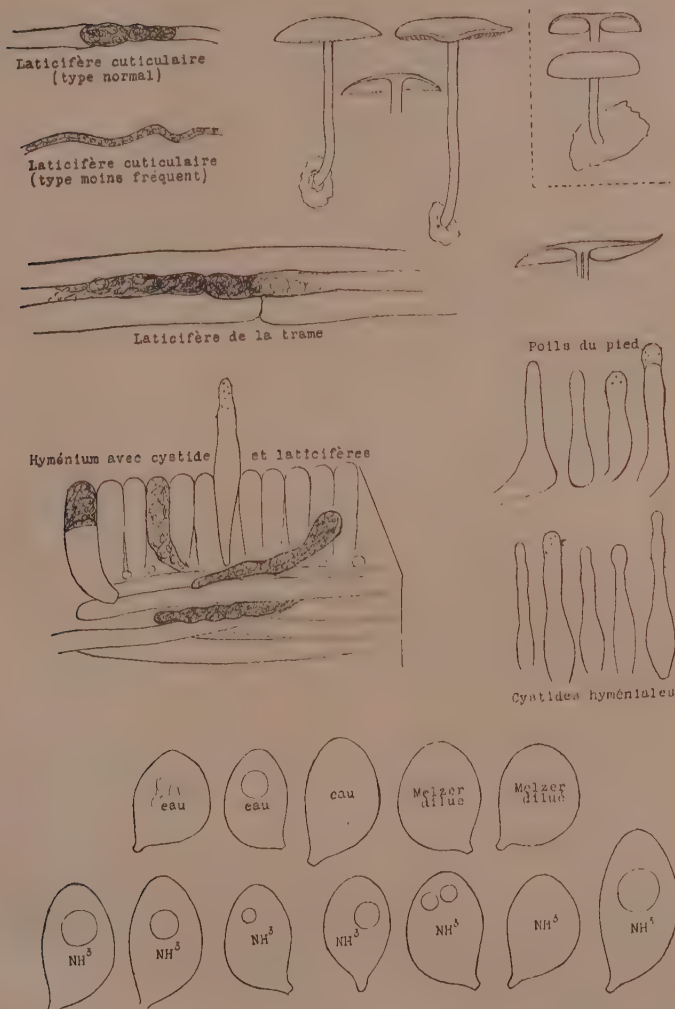 Laticifère cuticulaire
(type normal)
Laticifère cuticulaire
(type moins fréquent)
Laticifère de la trame
Poils du pied
Hyménium avec cystide et laticifères
Cystides hyméniales
eau
eau
eau
Melzer
dilué
Melzer
dilué
NH³
NH³
NH³
NH³
NH³
NH³
NH³